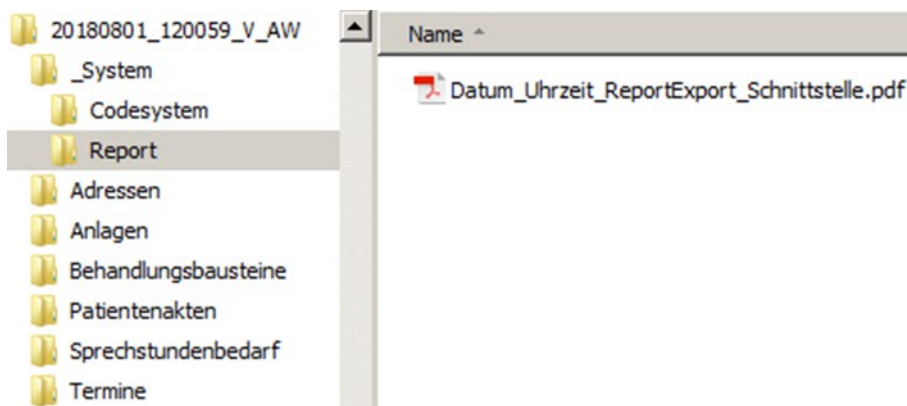 20180801_120059_V_AW
_System
Codesystem
Report
Adressen
Anlagen
Behandlungsbausteine
Patientenakten
Sprechstundenbedarf
Termine
Name
Datum_Uhrzeit_ReportExport_Schnittstelle.pdf